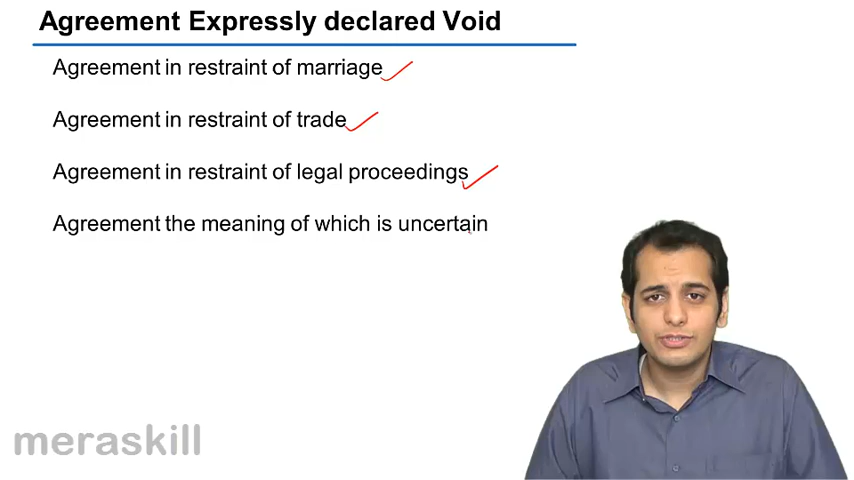 Agreement Expressly declared Void
Agreement in restraint of marriage
Agreement in restraint of trade
Agreement in restraint of legal proceedings
Agreement the meaning of which is uncertain
meraskill